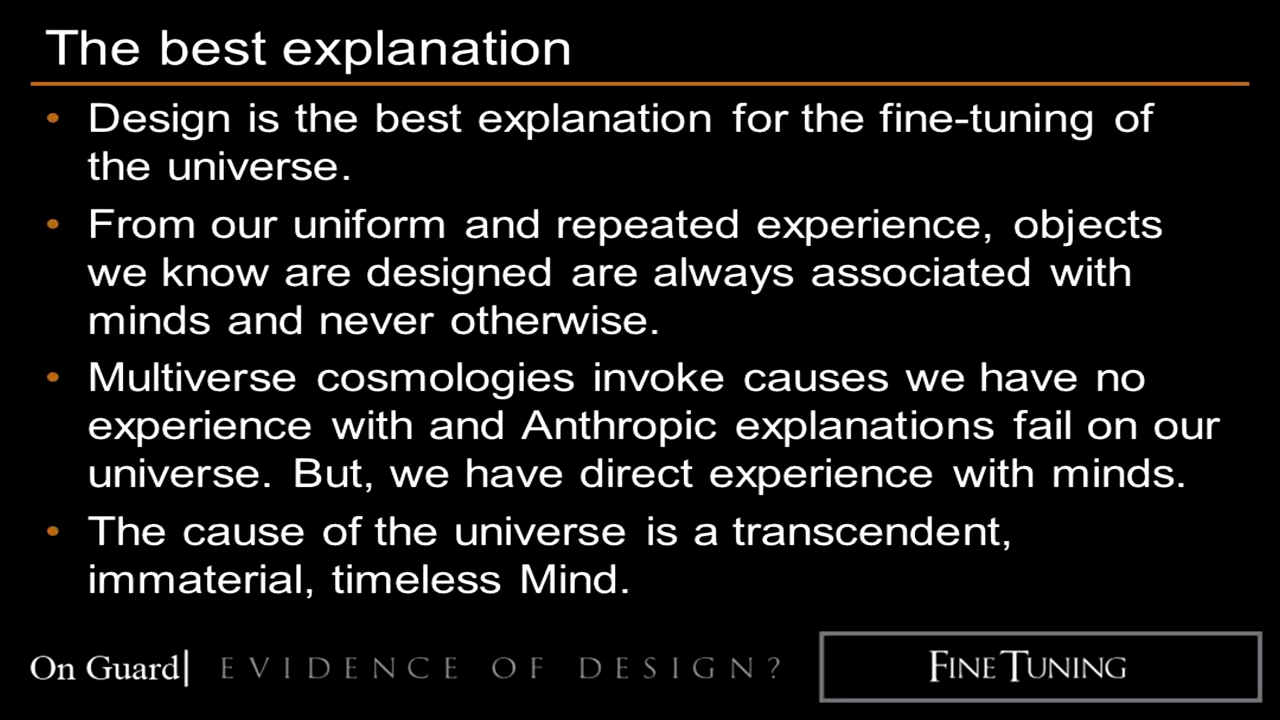 The best explanation
• Design is the best explanation for the fine-tuning of
the universe.
• From our uniform and repeated experience, objects
we know are designed are always associated with
minds and never otherwise.
• Multiverse cosmologies invoke causes we have no
experience with and Anthropic explanations fail on our
universe. But, we have direct experience with minds.
• The cause of the universe is a transcendent,
immaterial, timeless Mind.
On Guard| EVIDENCE OF DESIGN? FINE TUNING